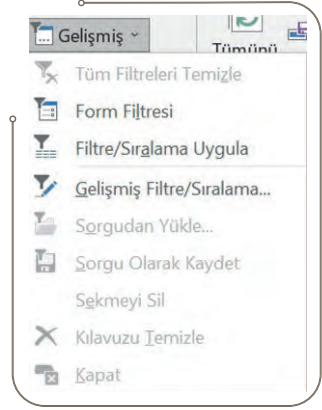 Gelişmiş
Tümünü
Tüm Filtreleri Temizle
Form Filtresi
Filtre/Sıralama Uygula
Gelişmiş Filtre/Sıralama...
Sorgudan Yükle...
Sorgu Olarak Kaydet
Sekmeyi Sil
Kılavuzu Temizle
Kapat